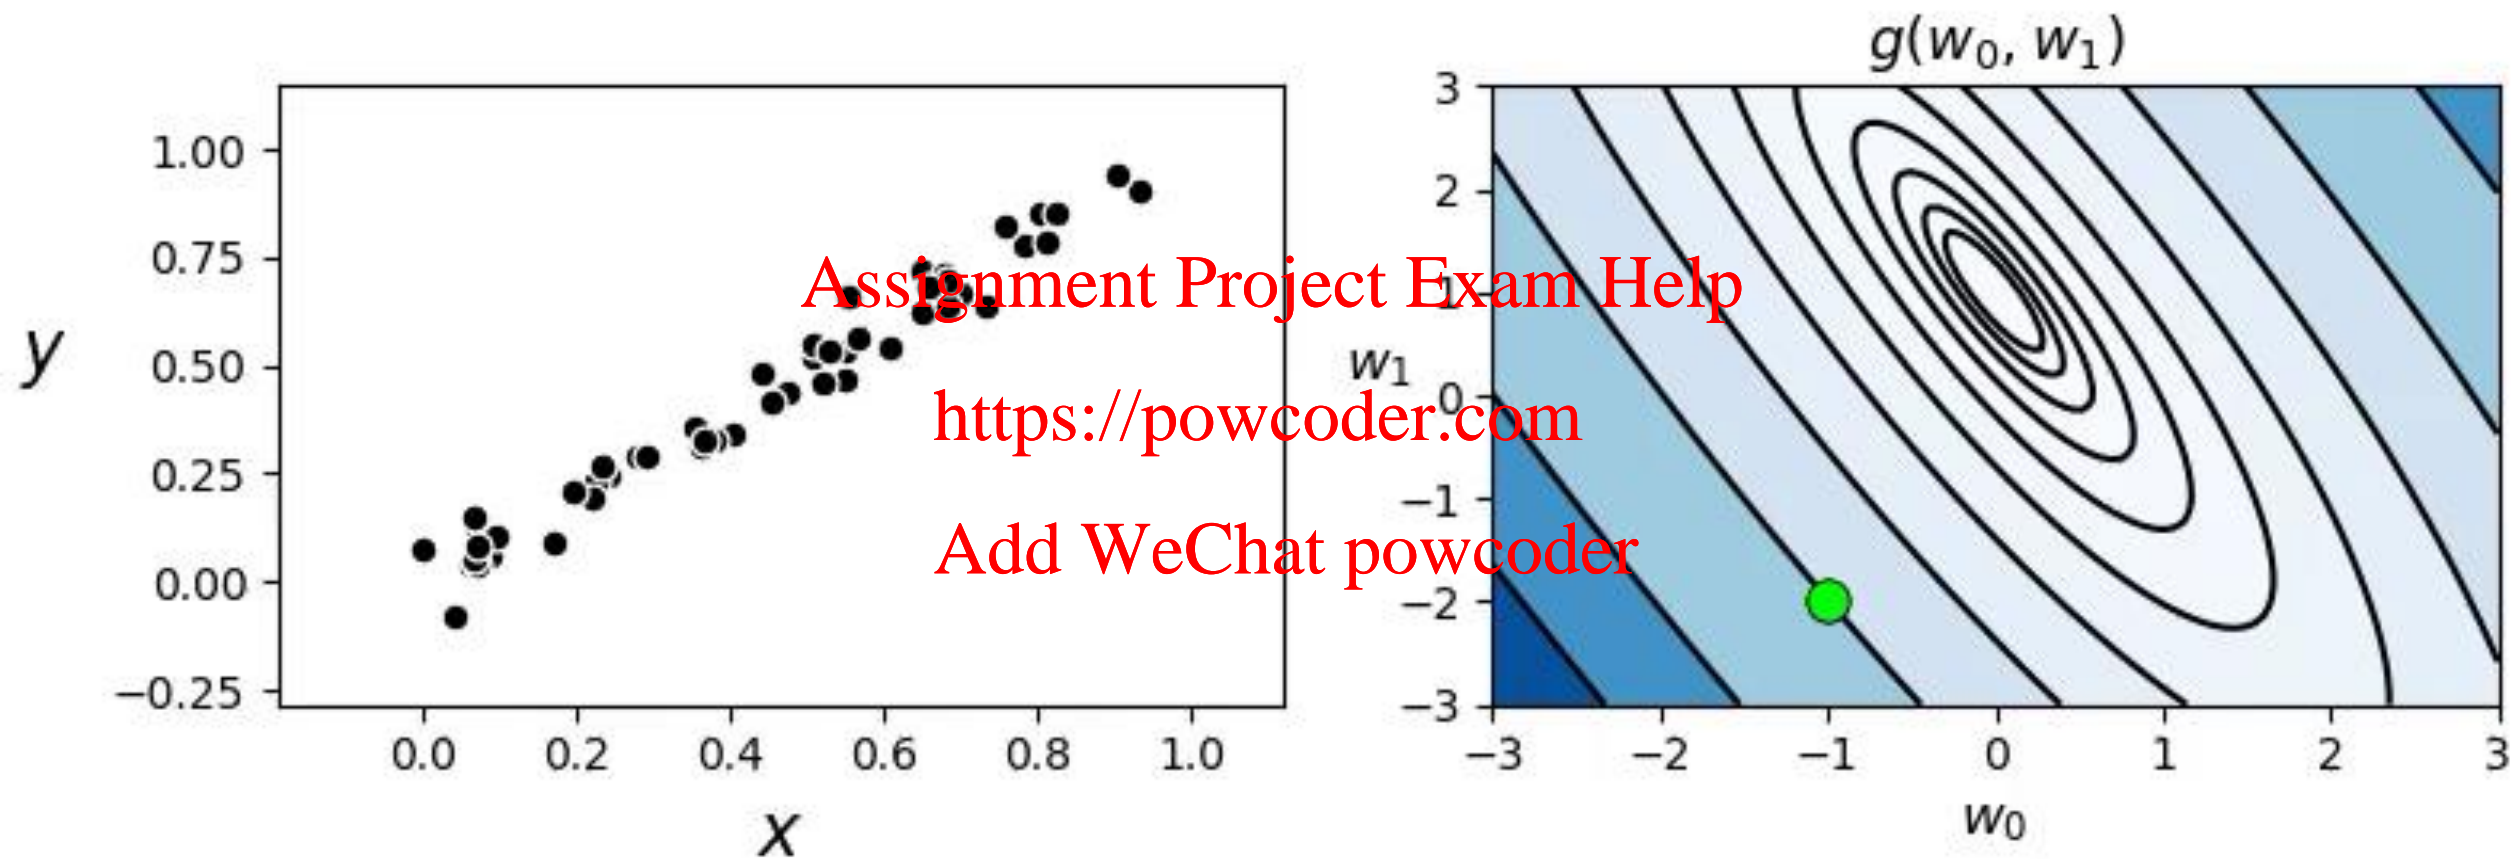 g(w₀, w₁)
1.00
0.75
0.50
0.25
0.00
−0.25
y
0.0 0.2 0.4 0.6 0.8 1.0
x
3
2
1
0
−1
−2
−3
w₁
−3 −2 −1 0 1 2 3
w₀
Assignment Project Exam Help
https://powcoder.com
Add WeChat powcoder